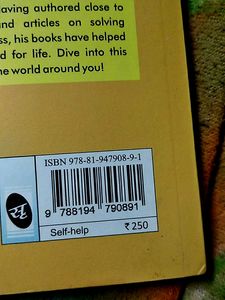 aving authored close to
and articles on solving
ss, his books have helped
d for life. Dive into this
he world around you!
ISBN 978-81-947908-9-1
9 788194 790891
Self-help ₹ 250